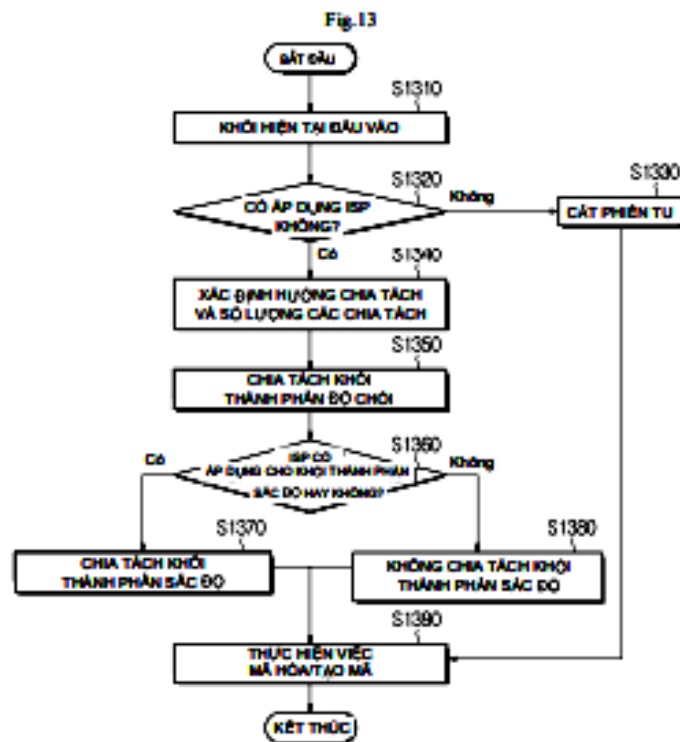 Fig.13
BẮT ĐẦU
S1310
KHỐI HIỆN TẠI ĐẦU VÀO
S1320
CÓ ÁP DỤNG ISP
KHÔNG?
Không
S1330
CÁT PHIÊN TU
Có
S1340
XÁC ĐỊNH HƯỚNG CHIA TÁCH
VÀ SỐ LƯỢNG CÁC CHIA TÁCH
S1350
CHIA TÁCH KHỐI
THÀNH PHẦN ĐỘ CHÓI
S1360
ISP CÓ
ÁP DỤNG CHO KHỐI THÀNH PHẦN
SẮC ĐỘ HAY KHÔNG?
Có
Không
S1370
CHIA TÁCH KHỐI
THÀNH PHẦN SẮC ĐỘ
S1380
KHÔNG CHIA TÁCH KHỐI
THÀNH PHẦN SẮC ĐỘ
S1390
THỰC HIỆN VIỆC
MÃ HÓA/TẠO MÃ
KẾT THÚC